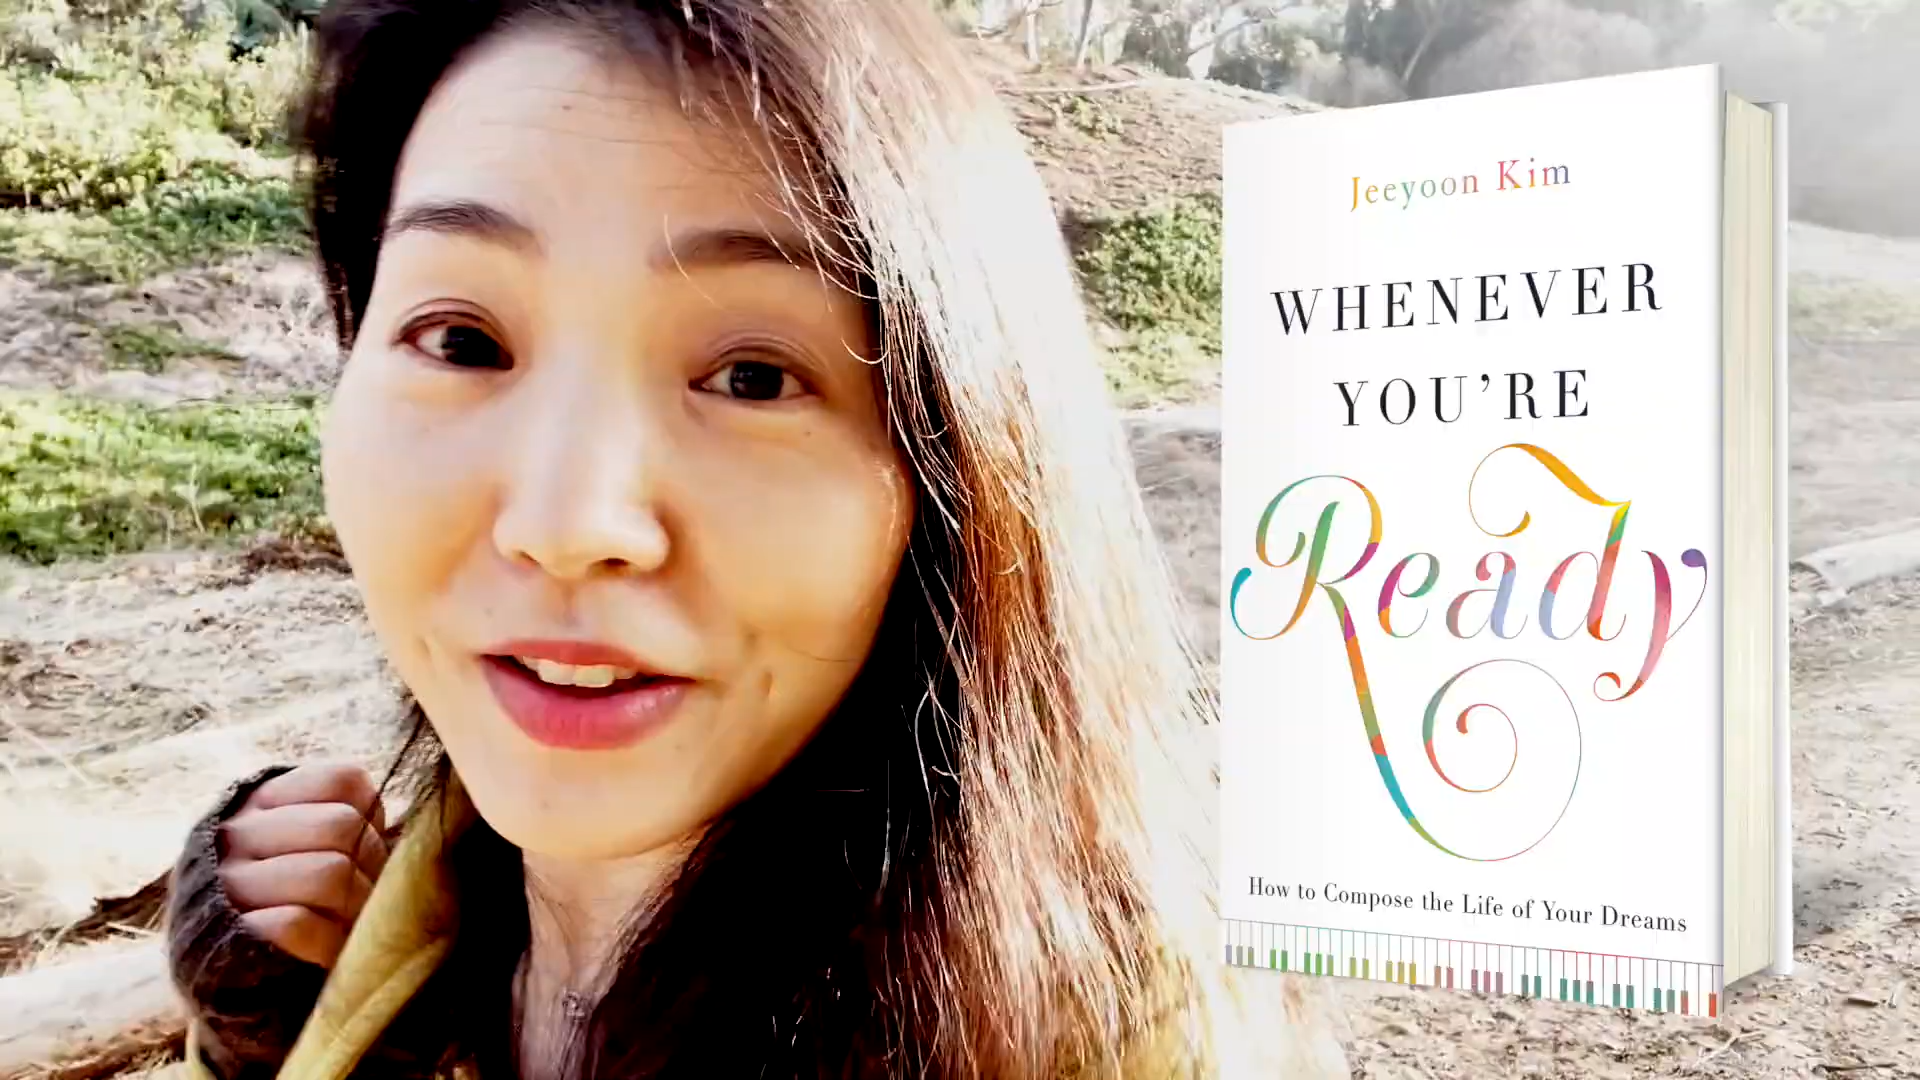 Jeeyoon Kim
WHENEVER
YOU'RE
Ready
How to Compose the Life of Your Dreams